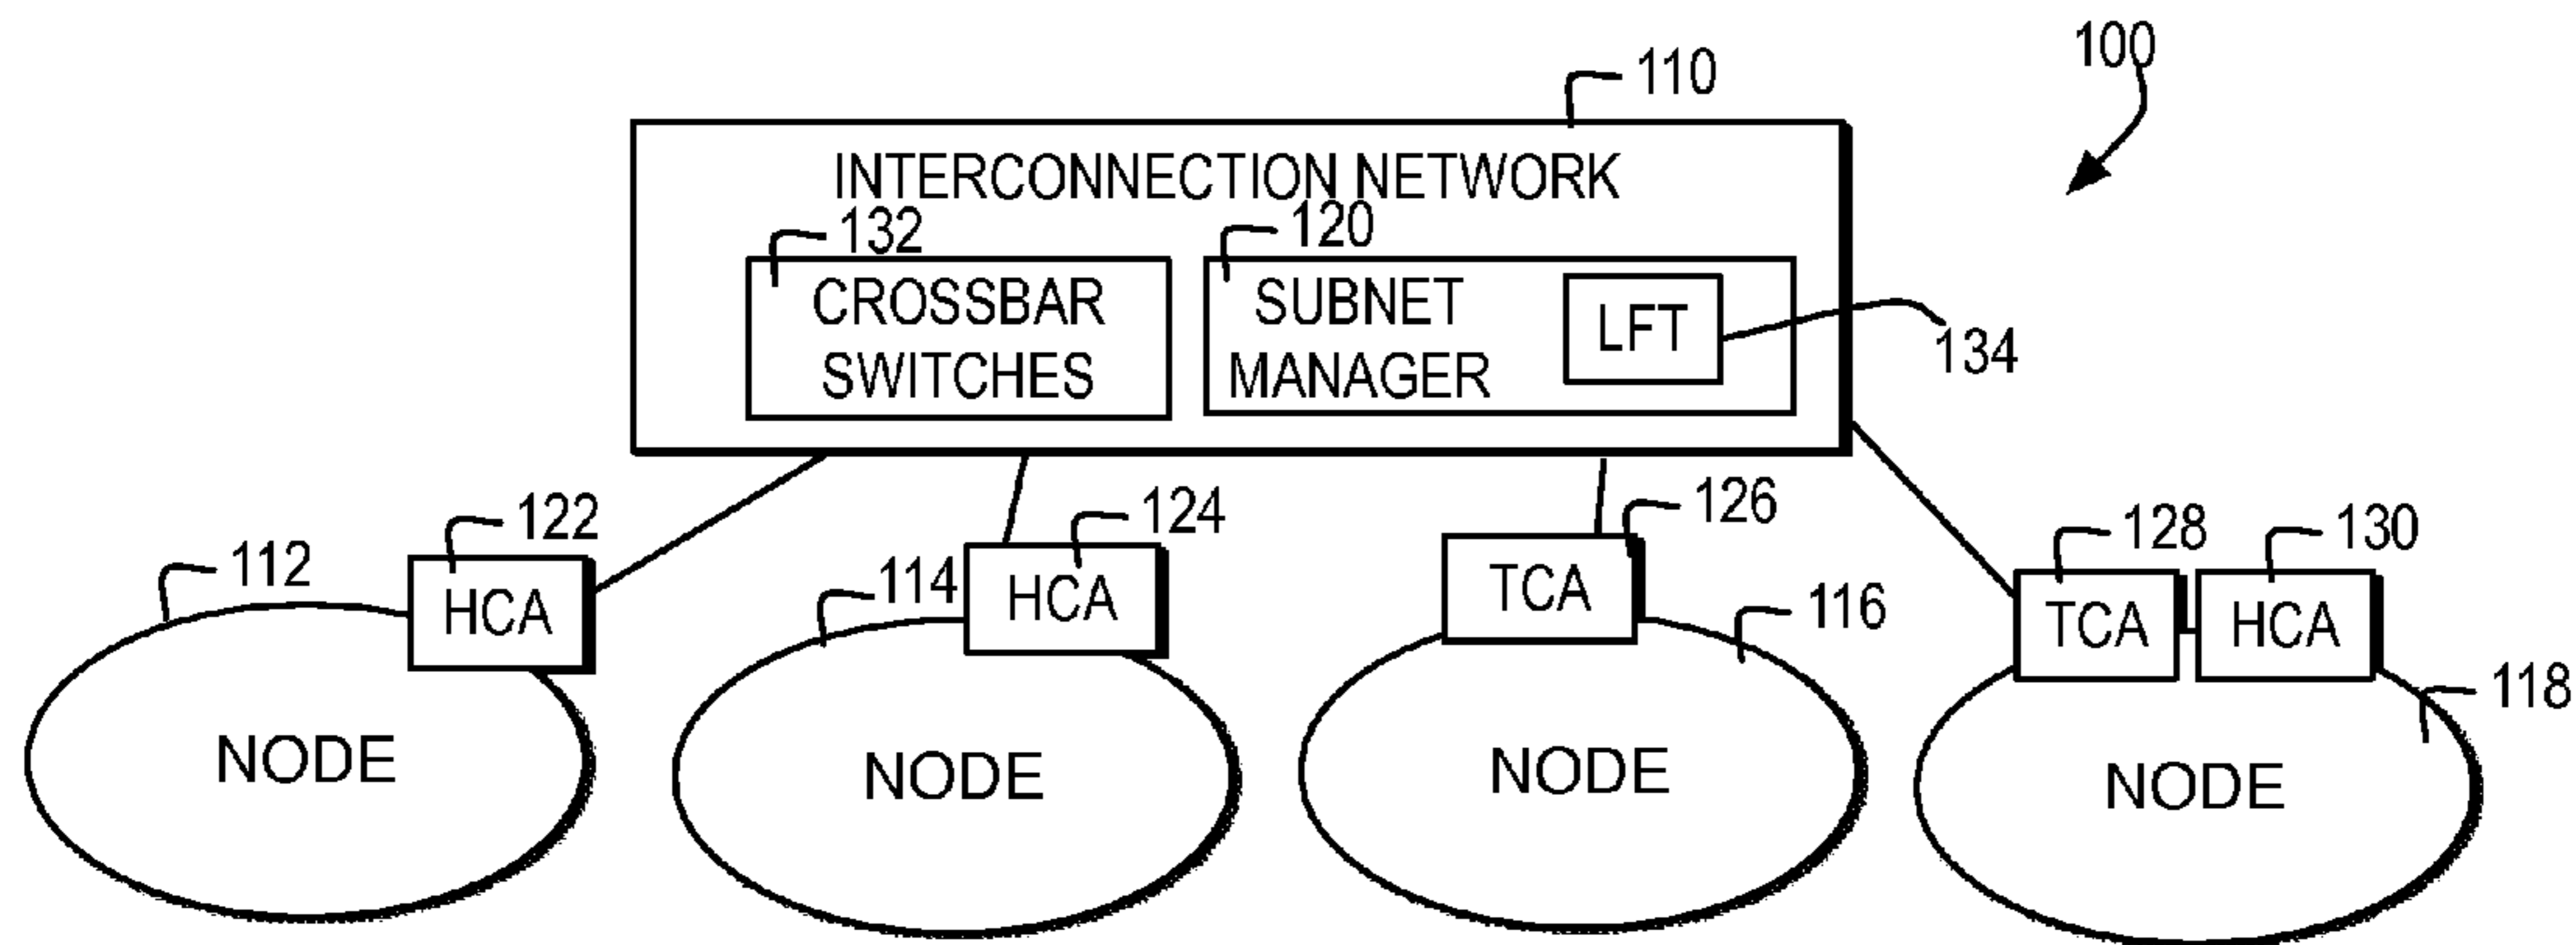 100
110
INTERCONNECTION NETWORK
132
120
CROSSBAR
SWITCHES
SUBNET
MANAGER
LFT
134
122
124
126
128
130
112
HCA
114
HCA
TCA
116
TCA
HCA
118
NODE
NODE
NODE
NODE